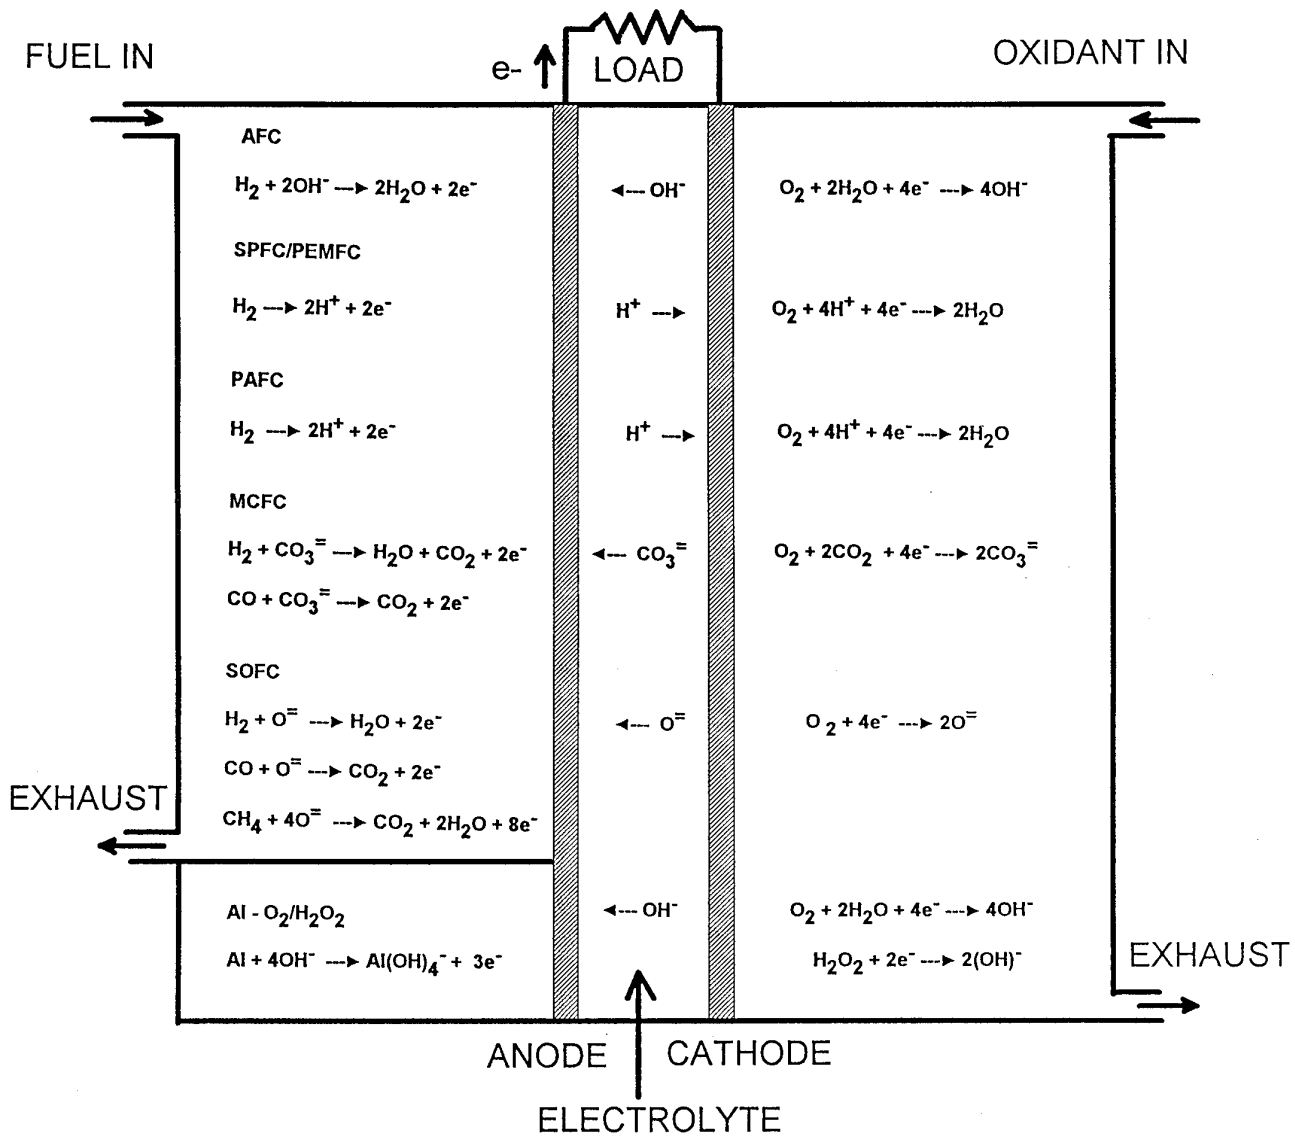 FUEL IN
e-
LOAD
OXIDANT IN
AFC
H₂ + 2OH⁻ ---> 2H₂O + 2e⁻
<--- OH⁻
O₂ + 2H₂O + 4e⁻ ---> 4OH⁻
SPFC/PEMFC
H₂ ---> 2H⁺ + 2e⁻
H⁺ --->
O₂ + 4H⁺ + 4e⁻ ---> 2H₂O
PAFC
H₂ ---> 2H⁺ + 2e⁻
H⁺ --->
O₂ + 4H⁺ + 4e⁻ ---> 2H₂O
MCFC
H₂ + CO₃⁼ ---> H₂O + CO₂ + 2e⁻
<--- CO₃⁼
O₂ + 2CO₂ + 4e⁻ ---> 2CO₃⁼
CO + CO₃⁼ ---> CO₂ + 2e⁻
SOFC
H₂ + O⁼ ---> H₂O + 2e⁻
<--- O⁼
O₂ + 4e⁻ ---> 2O⁼
CO + O⁼ ---> CO₂ + 2e⁻
CH₄ + 4O⁼ ---> CO₂ + 2H₂O + 8e⁻
EXHAUST
Al - O₂/H₂O₂
<--- OH⁻
O₂ + 2H₂O + 4e⁻ ---> 4OH⁻
Al + 4OH⁻ ---> Al(OH)₄⁻ + 3e⁻
H₂O₂ + 2e⁻ ---> 2(OH)⁻
EXHAUST
ANODE
CATHODE
ELECTROLYTE